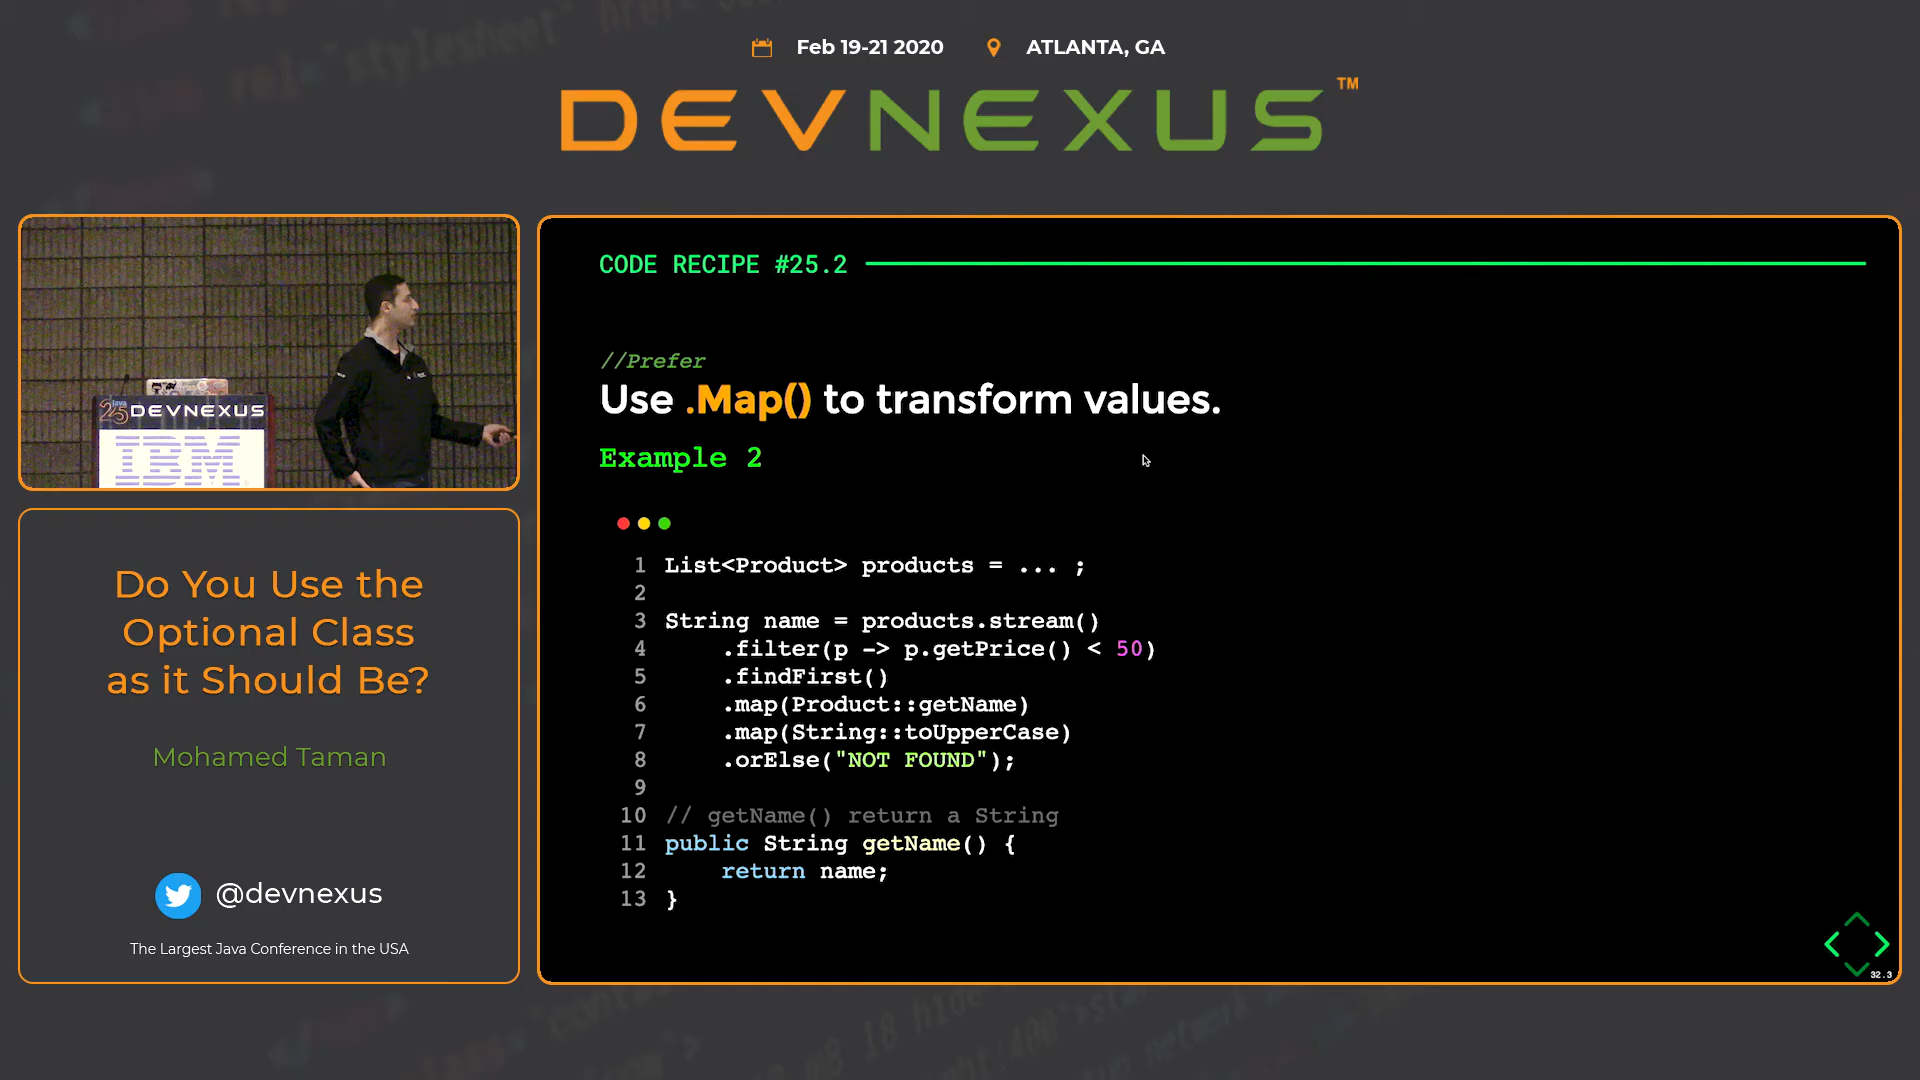 Feb 19-21 2020
ATLANTA, GA
DEVNEXUS™
java
25 DEVNEXUS
IBM
Do You Use the
Optional Class
as it Should Be?
Mohamed Taman
@devnexus
The Largest Java Conference in the USA
CODE RECIPE #25.2
//Prefer
Use .Map() to transform values.
Example 2
1 List<Product> products = ... ;
2
3 String name = products.stream()
4 .filter(p -> p.getPrice() < 50)
5 .findFirst()
6 .map(Product::getName)
7 .map(String::toUpperCase)
8 .orElse("NOT FOUND");
9
10 // getName() return a String
11 public String getName() {
12 return name;
13 }
32.3